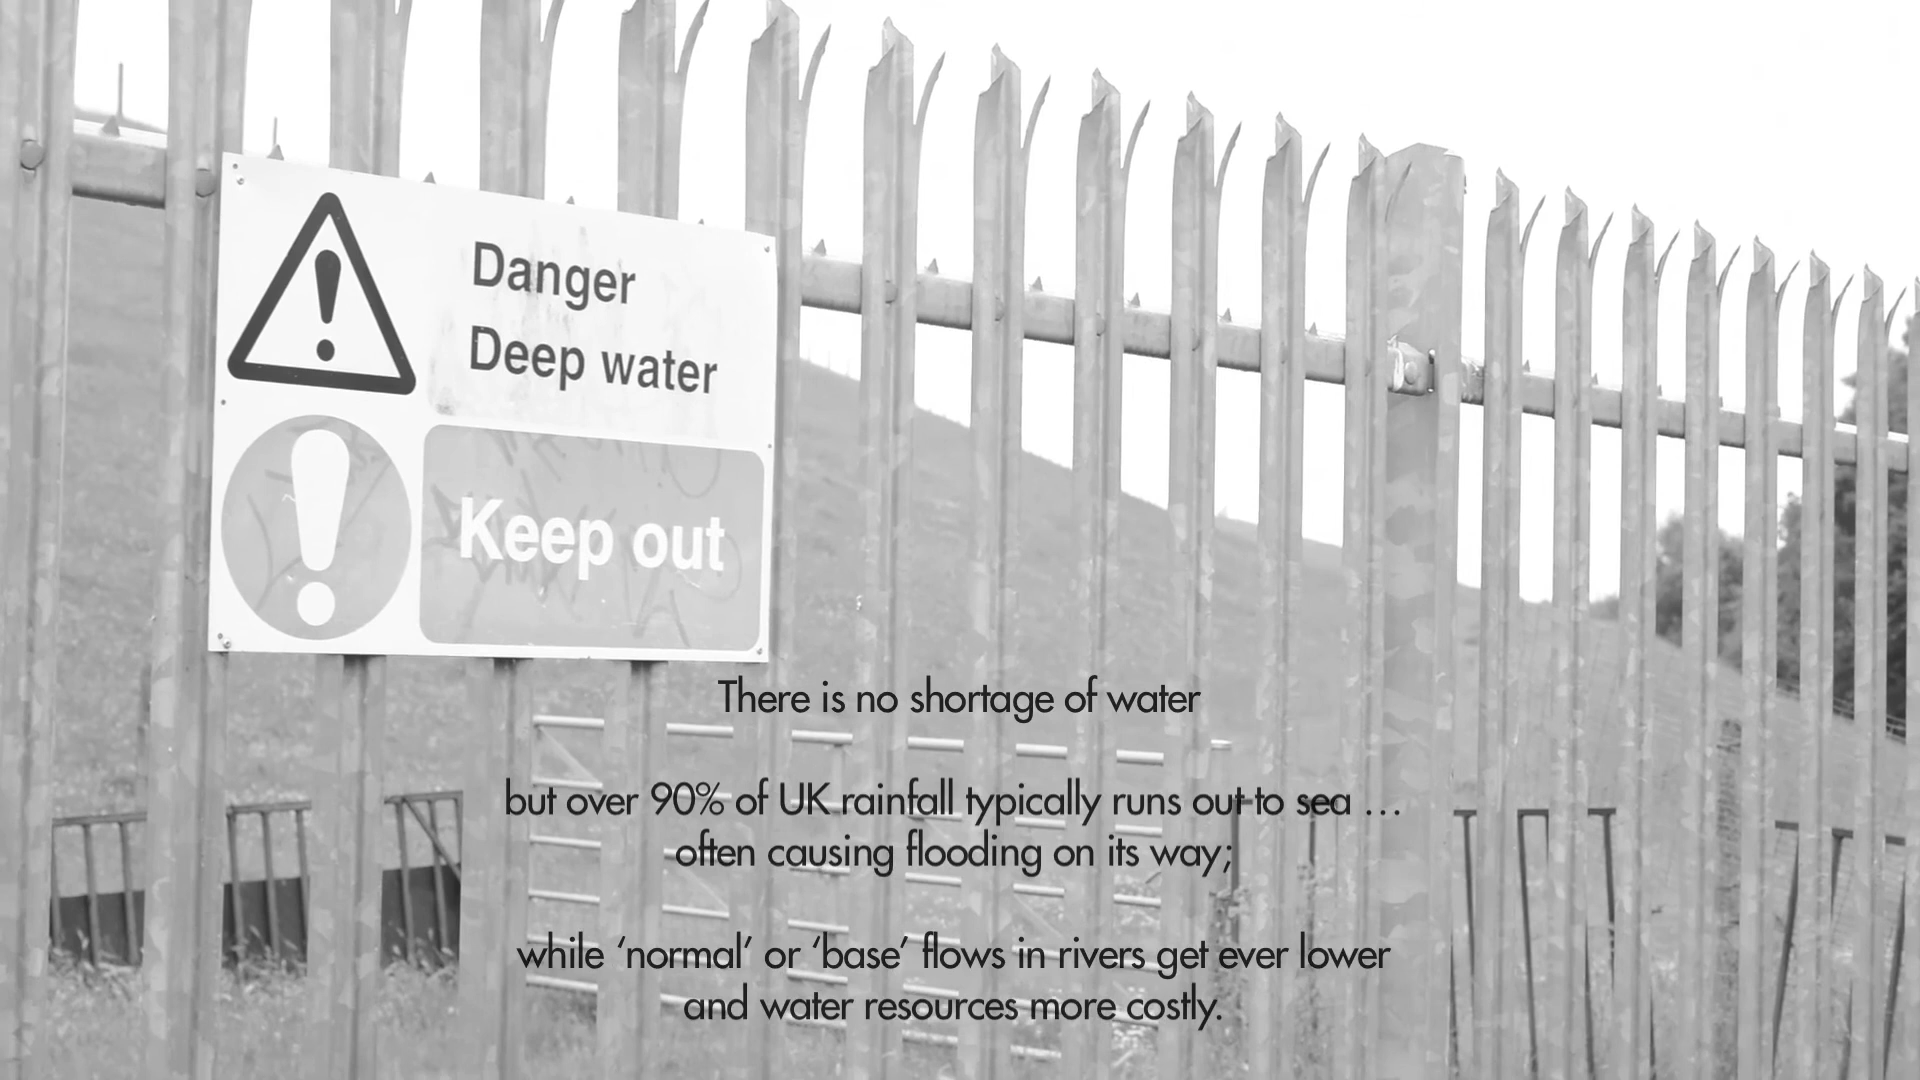 Danger
Deep water
Keep out
There is no shortage of water
but over 90% of UK rainfall typically runs out to sea …
often causing flooding on its way;
while ‘normal’ or ‘base’ flows in rivers get ever lower
and water resources more costly.